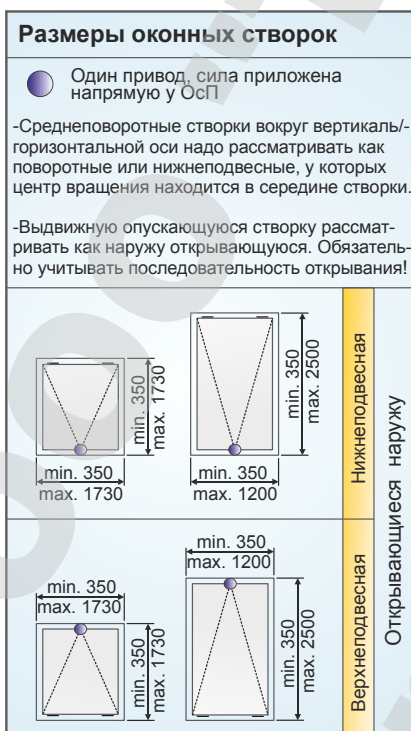 Размеры оконных створок
Один привод, сила приложена
напрямую у ОсП
-Среднеповоротные створки вокруг вертикаль/-
горизонтальной оси надо рассматривать как
поворотные или нижнеподвесные, у которых
центр вращения находится в середине створки.
-Выдвижную опускающуюся створку рассмат-
ривать как наружу открывающуюся. Обязатель-
но учитывать последовательность открывания!
min. 350
max. 1730
min. 350
max. 1730
min. 350
max. 2500
min. 350
max. 1200
Нижнеподвесная
min. 350
max. 1730
min. 350
max. 1730
min. 350
max. 1200
min. 350
max. 2500
Верхнеподвесная
Открывающиеся наружу